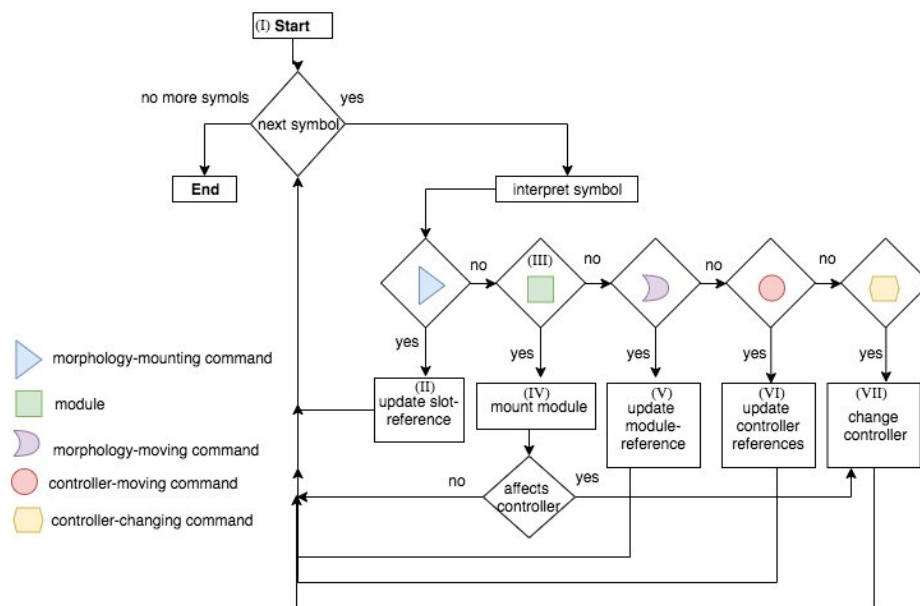 (I) Start
no more symols
yes
next symbol
End
interpret symbol
no
(III)
no
no
no
yes
yes
yes
yes
yes
(II)
update slot-
reference
(IV)
mount module
(V)
update
module-
reference
(VI)
update
controller
references
(VII)
change
controller
no
affects
controller
yes
morphology-mounting command
module
morphology-moving command
controller-moving command
controller-changing command